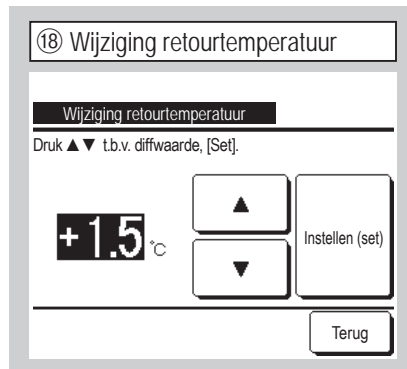 ⑱ Wijziging retourtemperatuur
Wijziging retourtemperatuur
Druk ▲▼ t.b.v. diffwaarde, [Set].
+1.5 °C
▲
Instellen (set)
▼
Terug